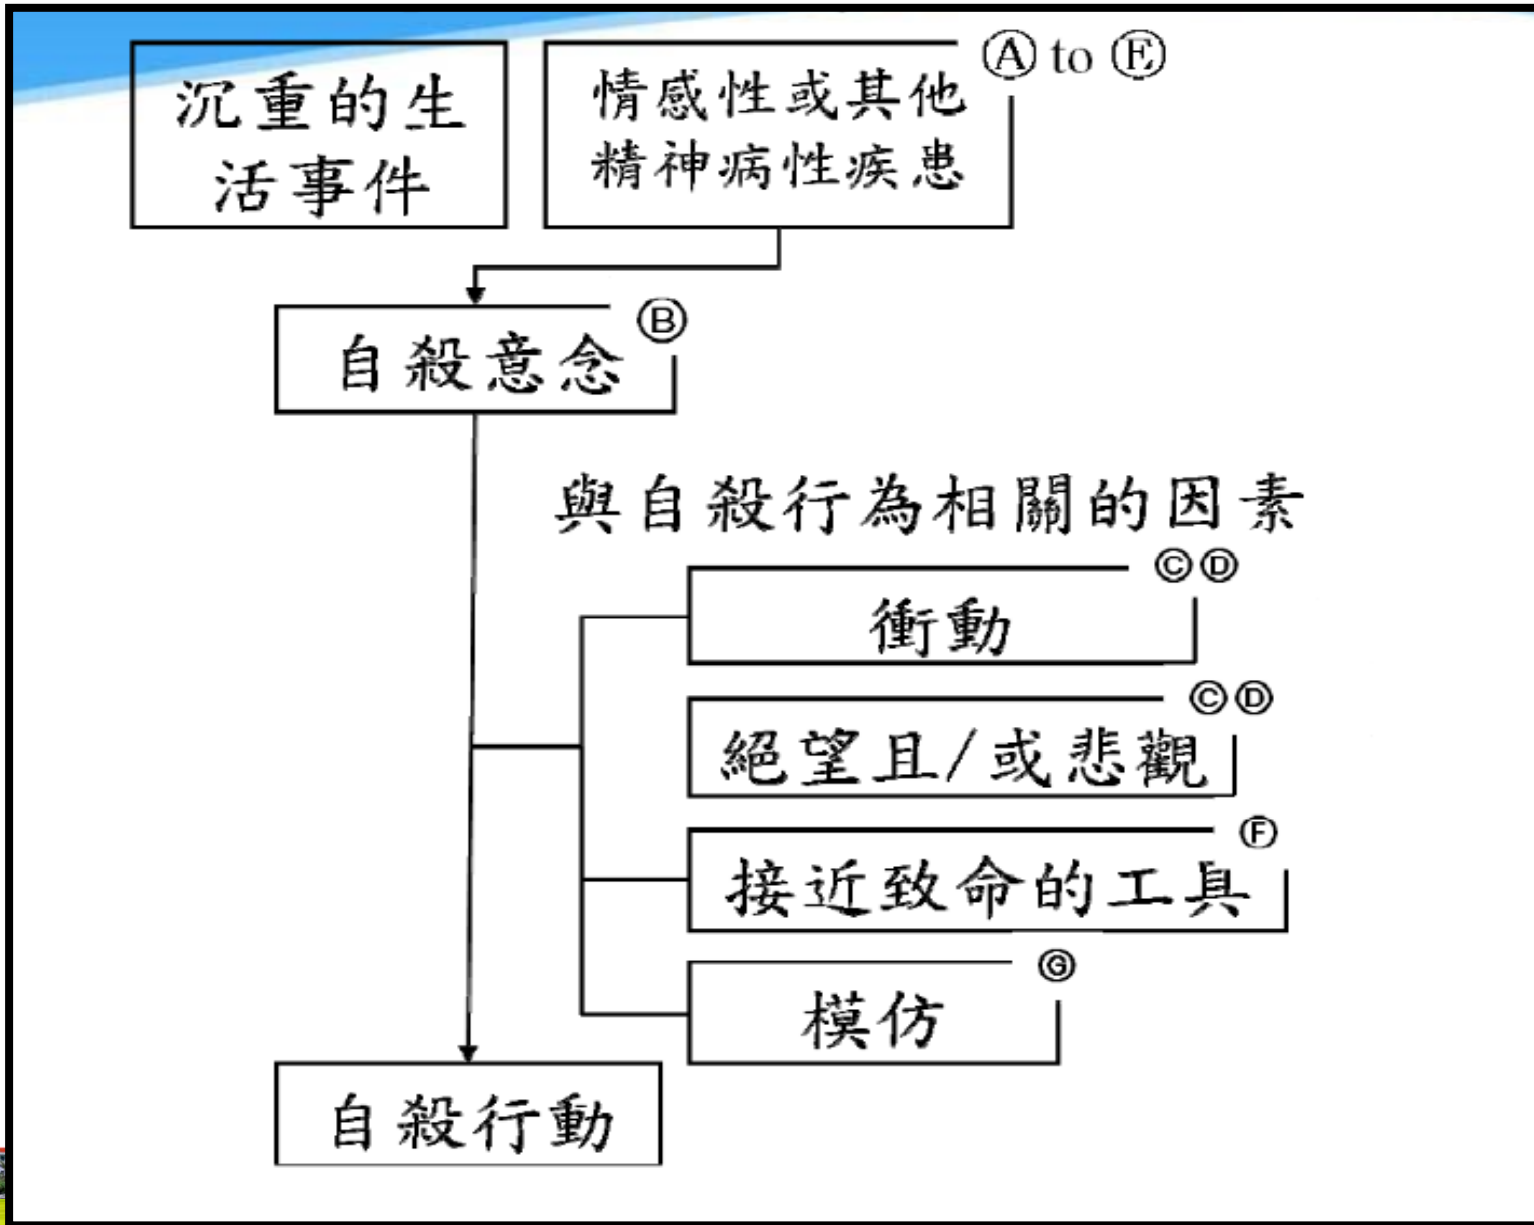 沉重的生
活事件
情感性或其他
精神病性疾患
Ⓐ to Ⓔ
自殺意念
Ⓑ
與自殺行為相關的因素
衝動
Ⓒ Ⓓ
絕望且/或悲觀
Ⓒ Ⓓ
接近致命的工具
Ⓕ
模仿
Ⓖ
自殺行動